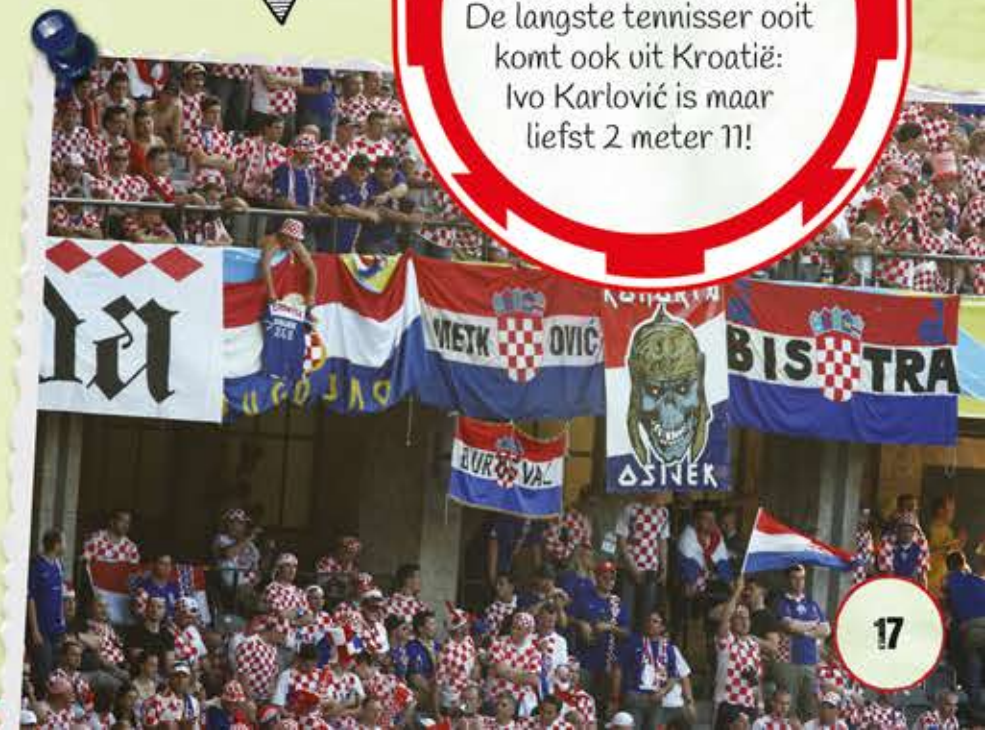 De langste tennisser ooit
komt ook uit Kroatië:
Ivo Karlović is maar
liefst 2 meter 11!
METK OVIĆ
BIS TRA
OSIJEK
17